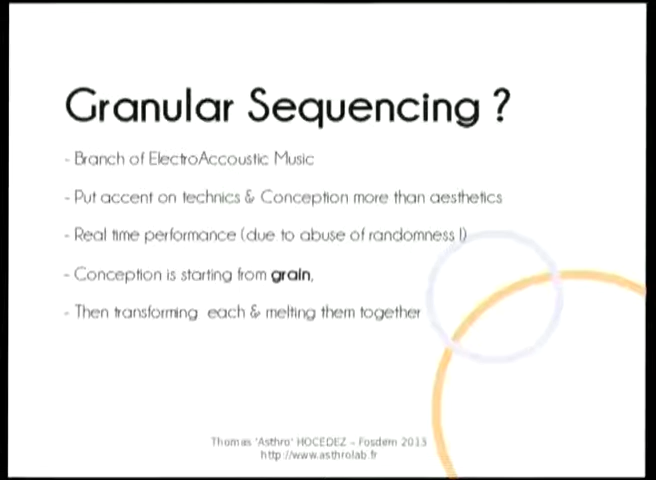 Granular Sequencing ?
- Branch of ElectroAccoustic Music
- Put accent on technics & Conception more than aesthetics
- Real time performance (due to abuse of randomness !)
- Conception is starting from grain,
- Then transforming each & melting them together
Thomas 'Asthro' HOCEDEZ - Fosdem 2013
http://www.asthrolab.fr